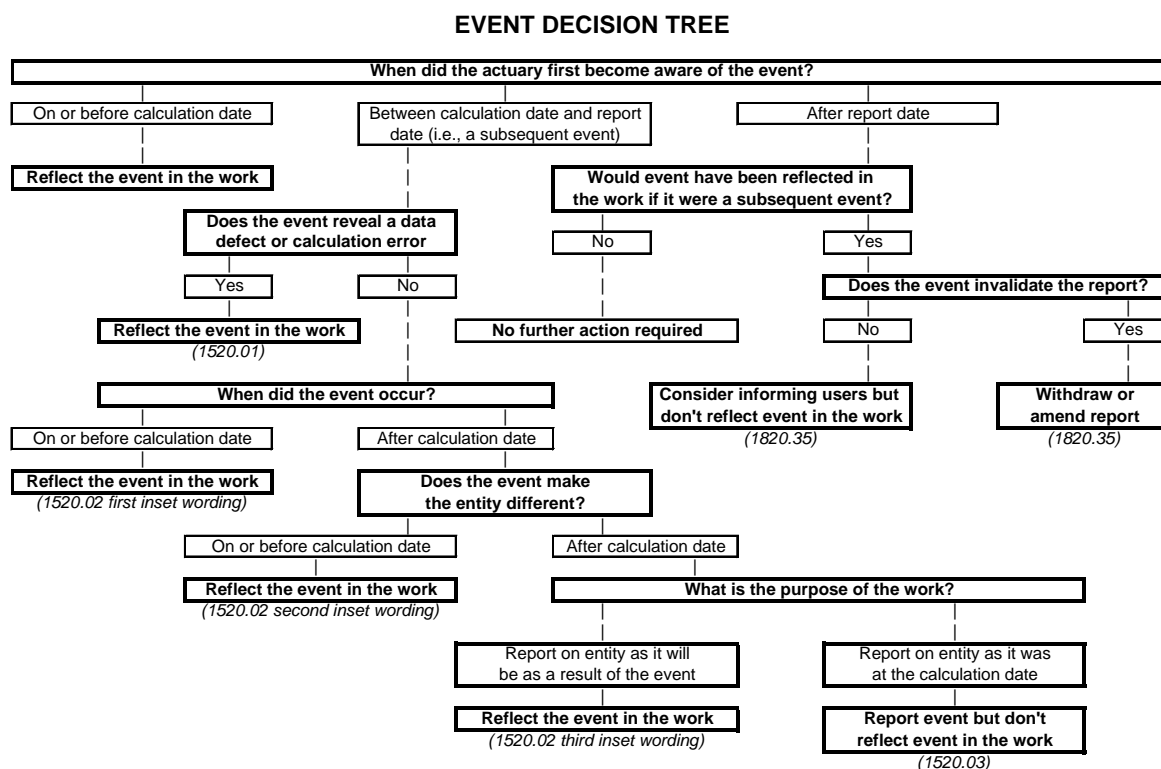 EVENT DECISION TREE
When did the actuary first become aware of the event?
On or before calculation date
Between calculation date and report
date (i.e., a subsequent event)
After report date
Reflect the event in the work
Would event have been reflected in
the work if it were a subsequent event?
Does the event reveal a data
defect or calculation error
No
Yes
Yes
No
Does the event invalidate the report?
Reflect the event in the work
(1520.01)
No further action required
No
Yes
When did the event occur?
Consider informing users but
don't reflect event in the work
(1820.35)
Withdraw or
amend report
(1820.35)
On or before calculation date
After calculation date
Reflect the event in the work
(1520.02 first inset wording)
Does the event make
the entity different?
On or before calculation date
After calculation date
Reflect the event in the work
(1520.02 second inset wording)
What is the purpose of the work?
Report on entity as it will
be as a result of the event
Report on entity as it was
at the calculation date
Reflect the event in the work
(1520.02 third inset wording)
Report event but don't
reflect event in the work
(1520.03)